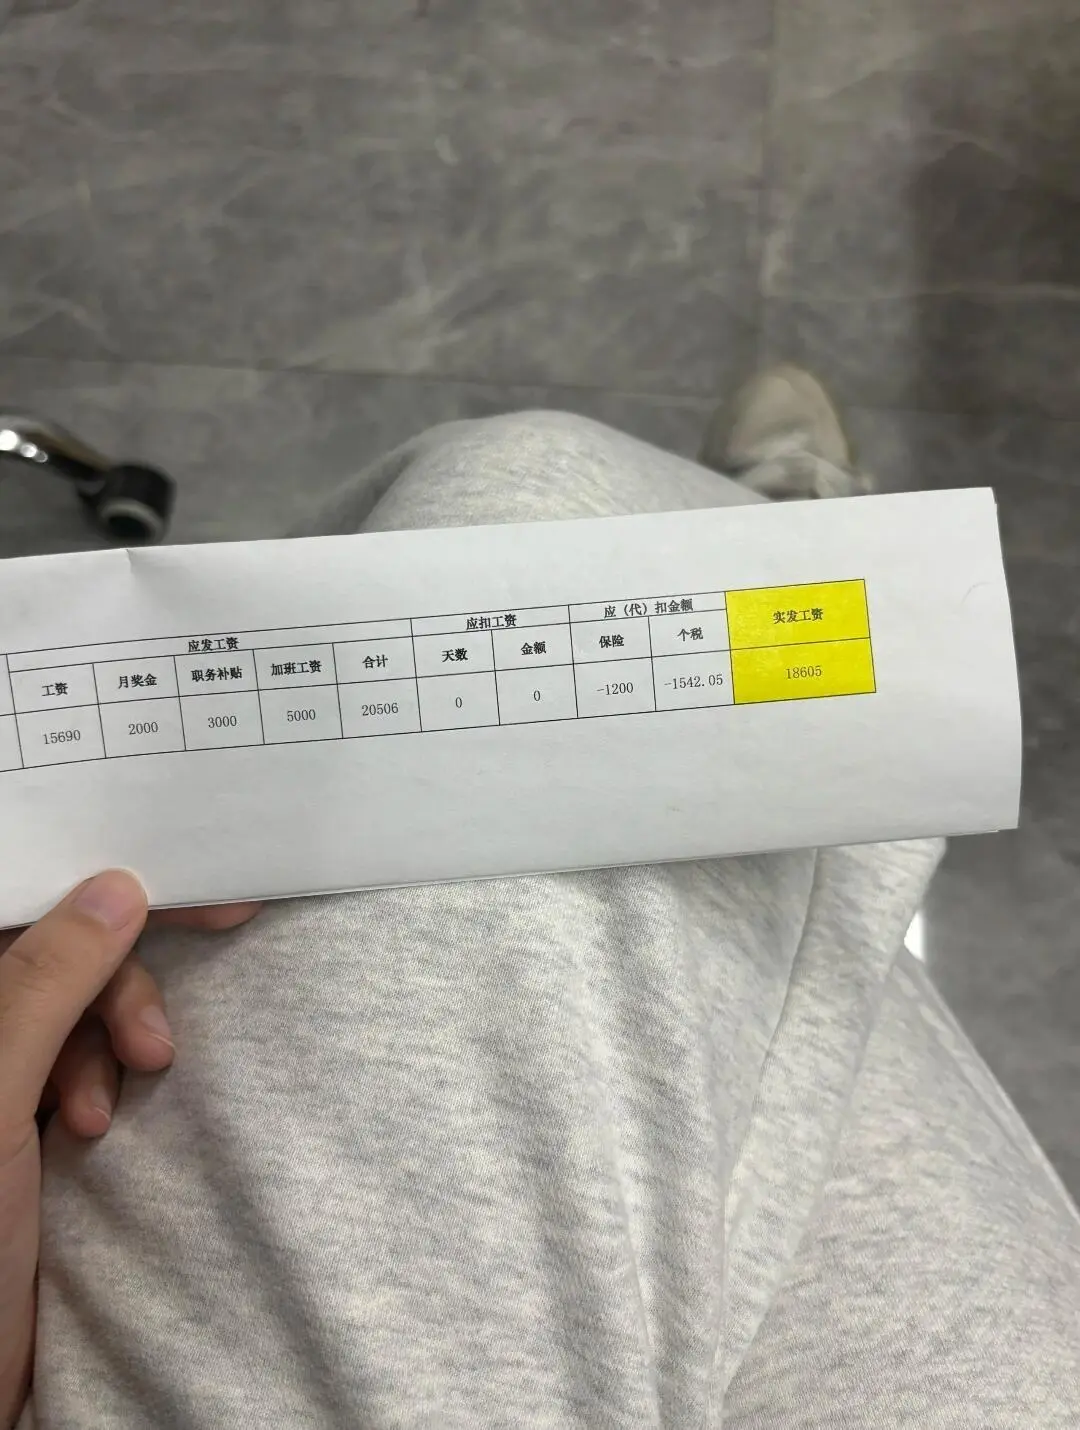 应发工资 应扣工资 应（代）扣金额 实发工资
工资 月奖金 职务补贴 加班工资 合计 天数 金额 保险 个税
15690 2000 3000 5000 20506 0 0 -1200 -1542.05 18605